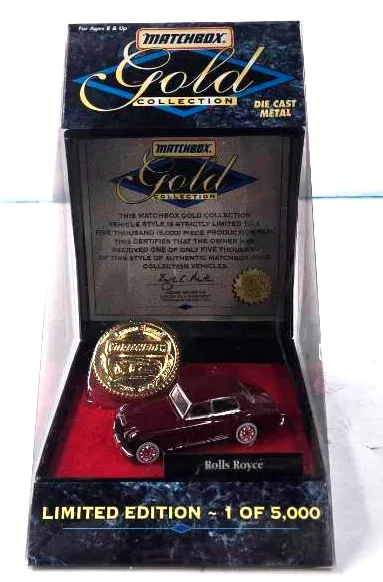 For Ages 8 & Up
MATCHBOX
Gold
COLLECTION
DIE CAST
METAL
MATCHBOX
Gold
COLLECTION
THIS MATCHBOX GOLD COLLECTION
VEHICLE STYLE IS STRICTLY LIMITED TO A
FIVE THOUSAND (5,000) PIECE PRODUCTION RUN.
THIS CERTIFIES THAT THE OWNER HAS
RECEIVED ONE OF ONLY FIVE THOUSAND
OF THIS STYLE OF AUTHENTIC MATCHBOX GOLD
COLLECTION VEHICLES.
MATCHBOX
Rolls Royce
LIMITED EDITION ~ 1 OF 5,000